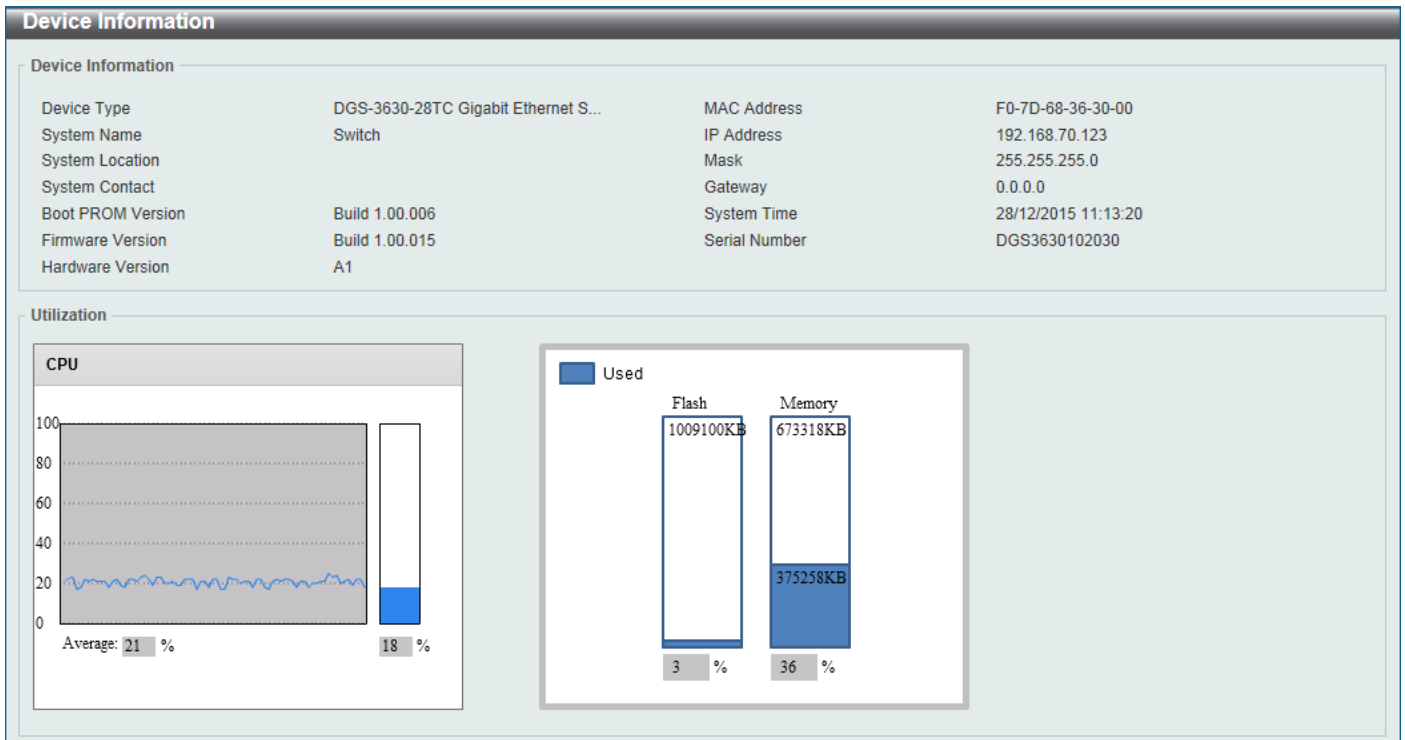 Device Information
Device Information
Device Type DGS-3630-28TC Gigabit Ethernet S... MAC Address F0-7D-68-36-30-00
System Name Switch IP Address 192.168.70.123
System Location Mask 255.255.255.0
System Contact Gateway 0.0.0.0
Boot PROM Version Build 1.00.006 System Time 28/12/2015 11:13:20
Firmware Version Build 1.00.015 Serial Number DGS3630102030
Hardware Version A1
Utilization
CPU
100
80
60
40
20
0
Average: 21 % 18 %
Used
Flash Memory
1009100KB 673318KB
375258KB
3 % 36 %